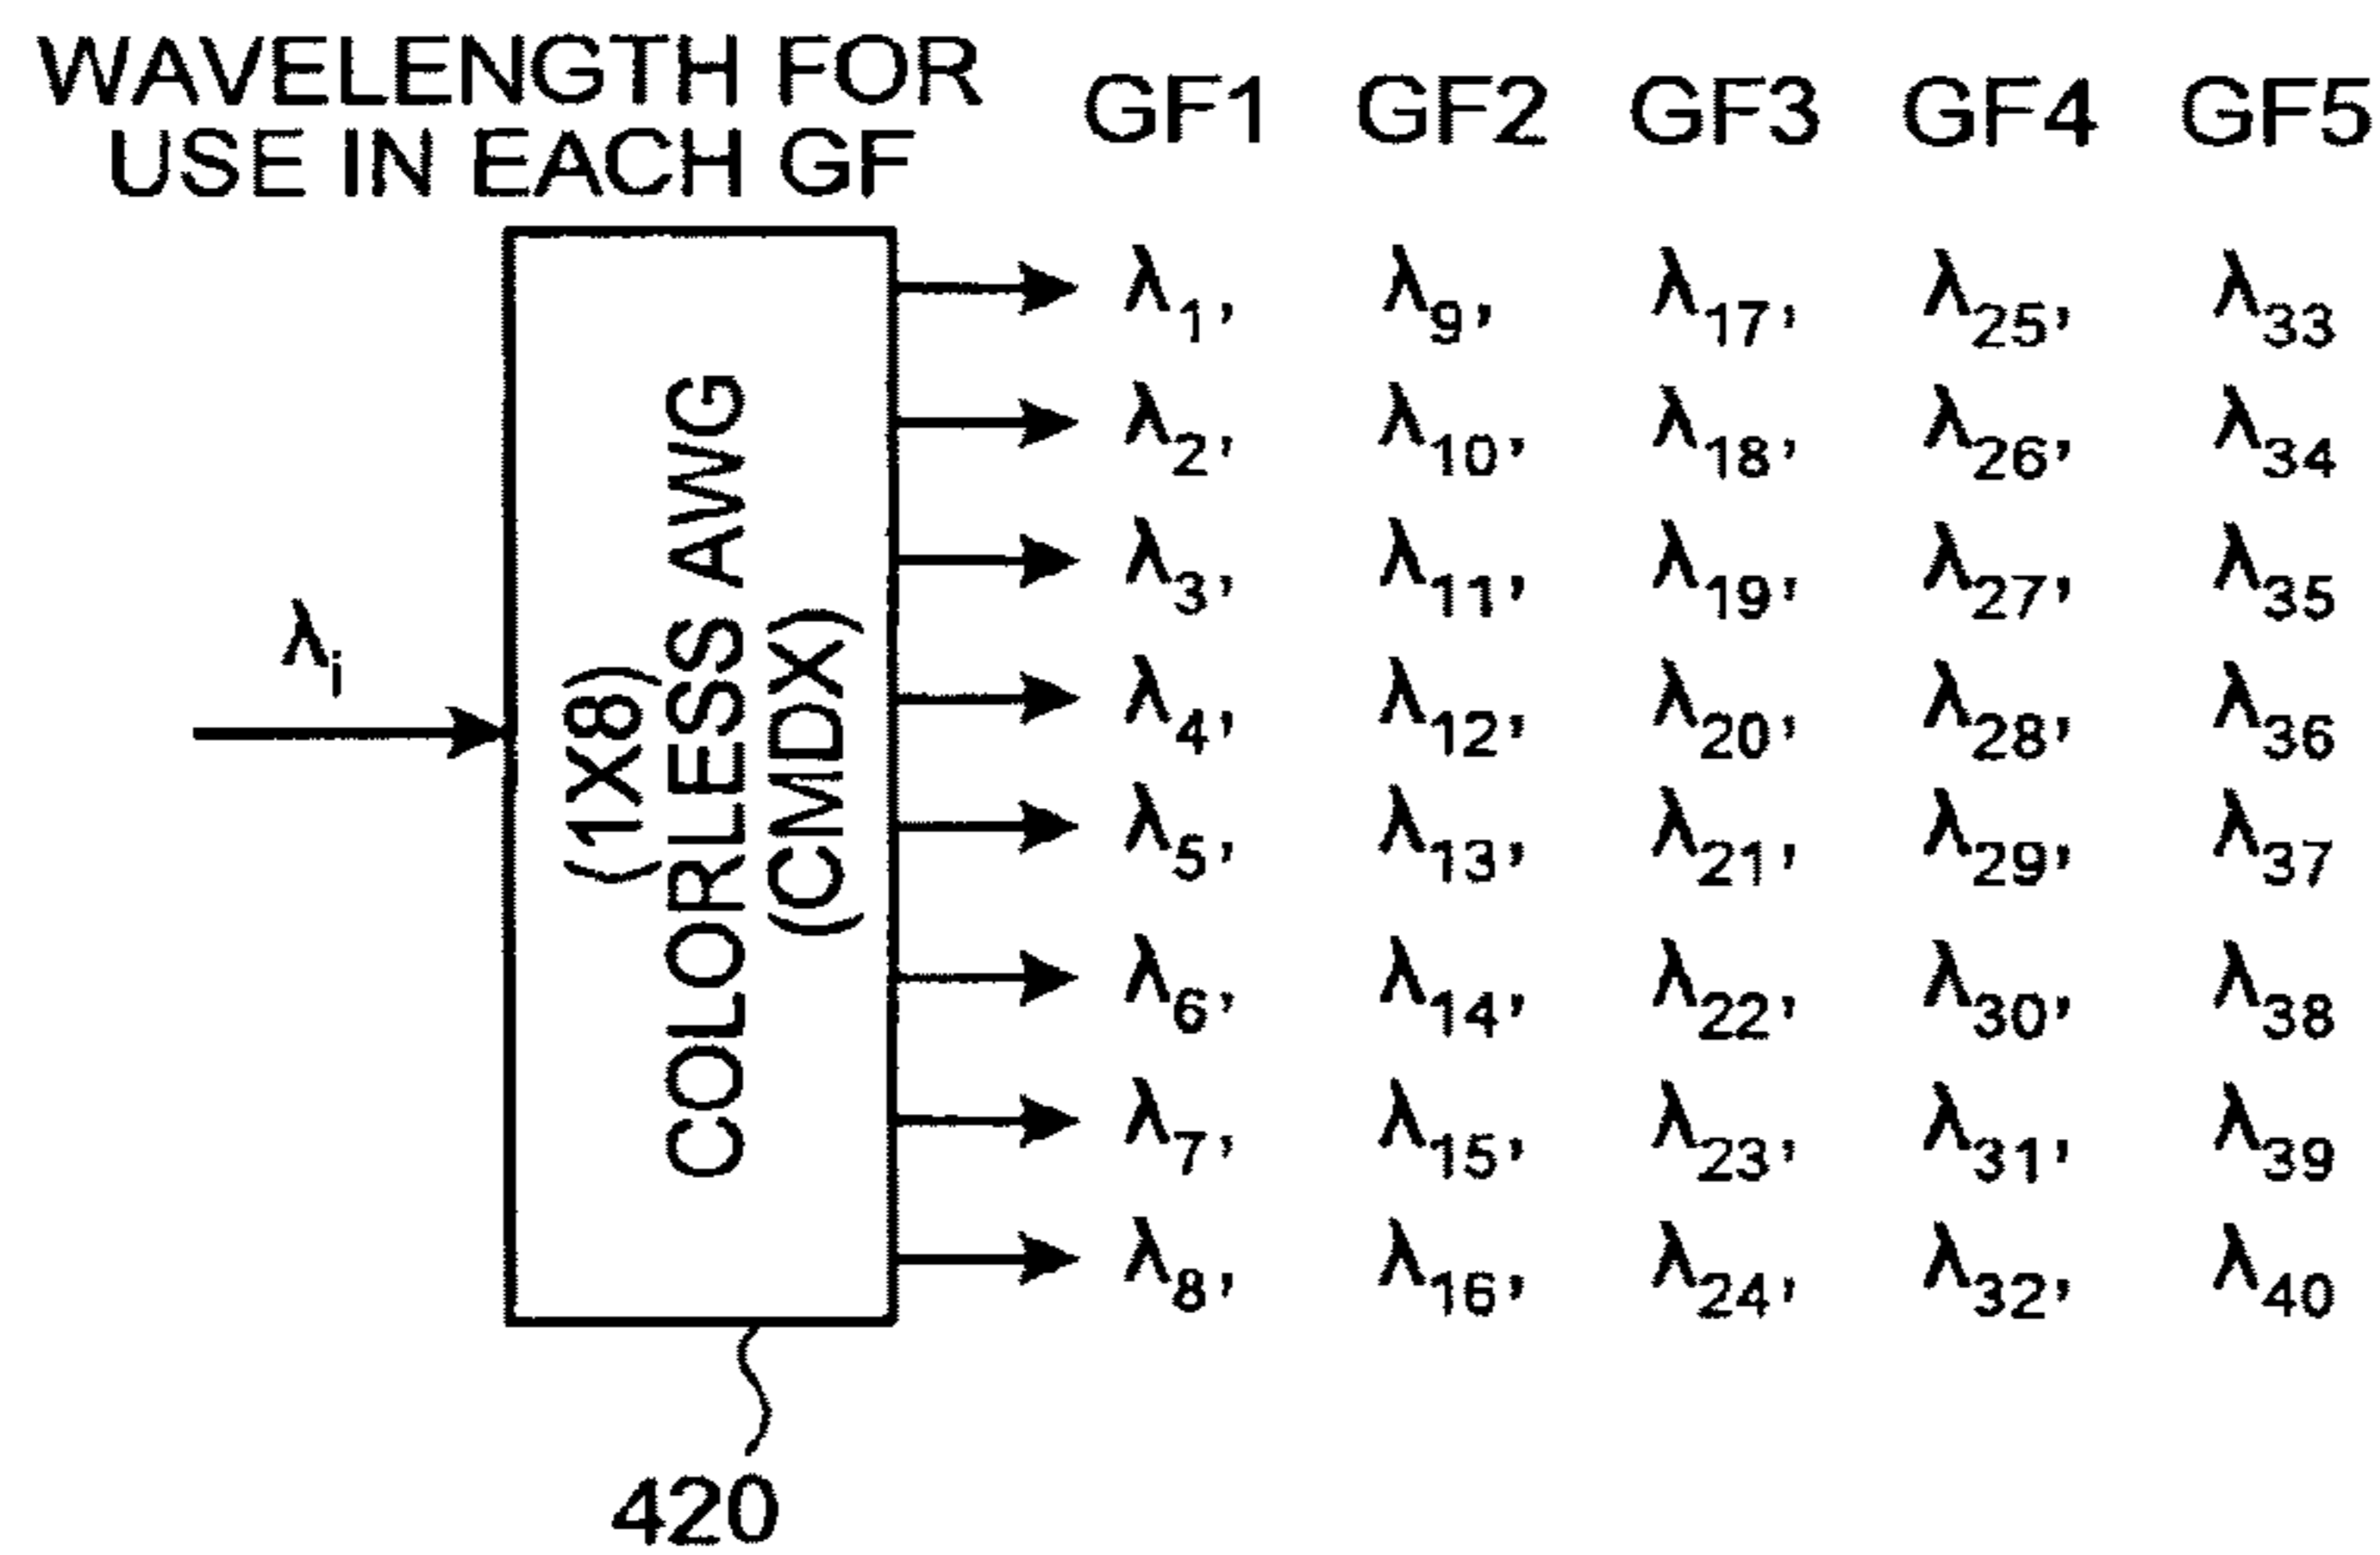 WAVELENGTH FOR
USE IN EACH GF
GF1 GF2 GF3 GF4 GF5
λi
(1X8)
COLORLESS AWG
(CMDX)
λ1, λ9, λ17, λ25, λ33
λ2, λ10, λ18, λ26, λ34
λ3, λ11, λ19, λ27, λ35
λ4, λ12, λ20, λ28, λ36
λ5, λ13, λ21, λ29, λ37
λ6, λ14, λ22, λ30, λ38
λ7, λ15, λ23, λ31, λ39
λ8, λ16, λ24, λ32, λ40
420